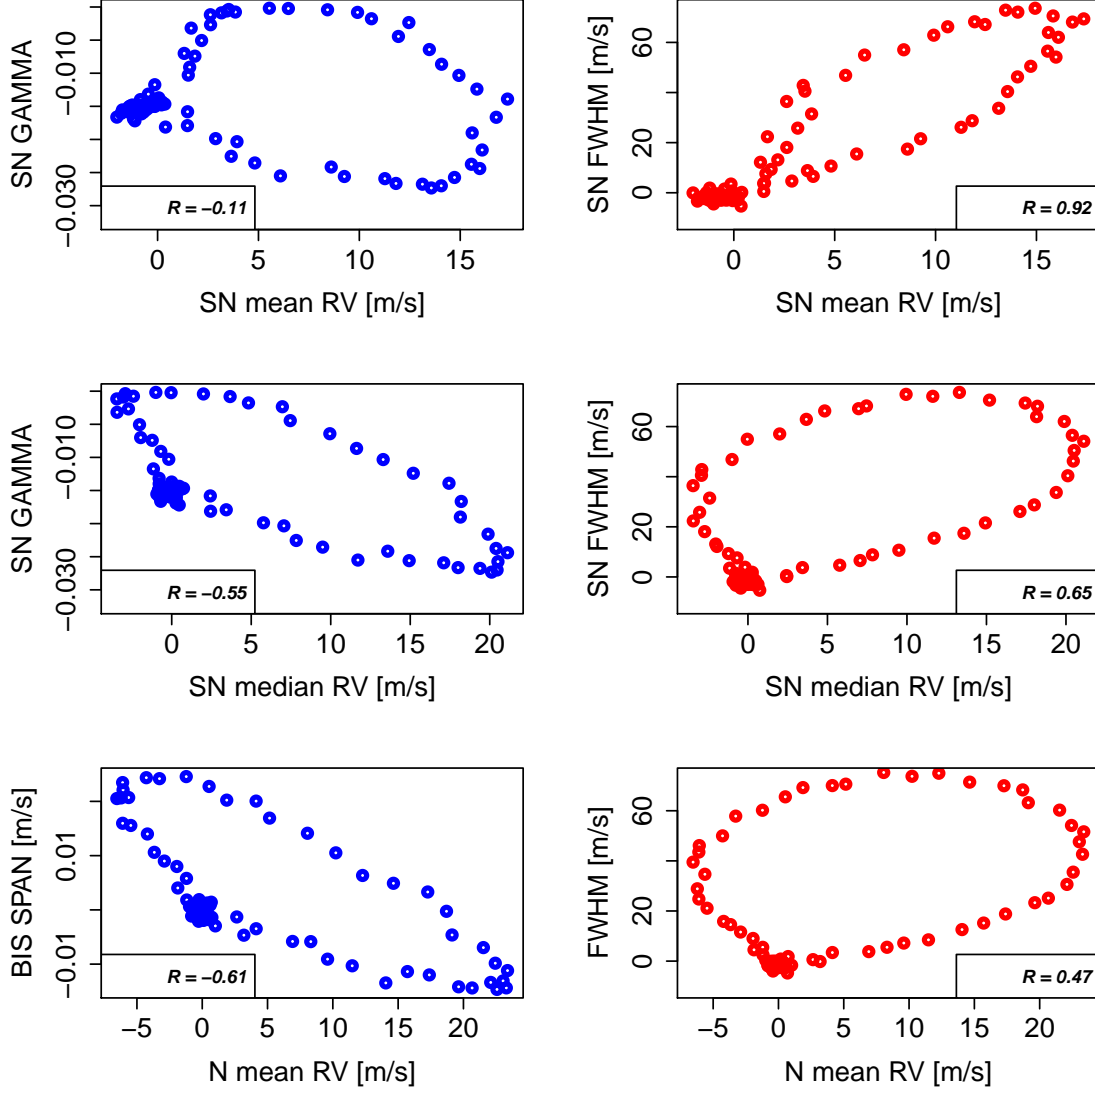 SN GAMMA
−0.010
−0.030
R = −0.11
0 5 10 15
SN mean RV [m/s]
SN FWHM [m/s]
0 20 60
R = 0.92
0 5 10 15
SN mean RV [m/s]
SN GAMMA
−0.010
−0.030
R = −0.55
0 5 10 15 20
SN median RV [m/s]
SN FWHM [m/s]
0 20 60
R = 0.65
0 5 10 15 20
SN median RV [m/s]
BIS SPAN [m/s]
−0.01 0.01
R = −0.61
−5 0 5 10 15 20
N mean RV [m/s]
FWHM [m/s]
0 20 60
R = 0.47
−5 0 5 10 15 20
N mean RV [m/s]